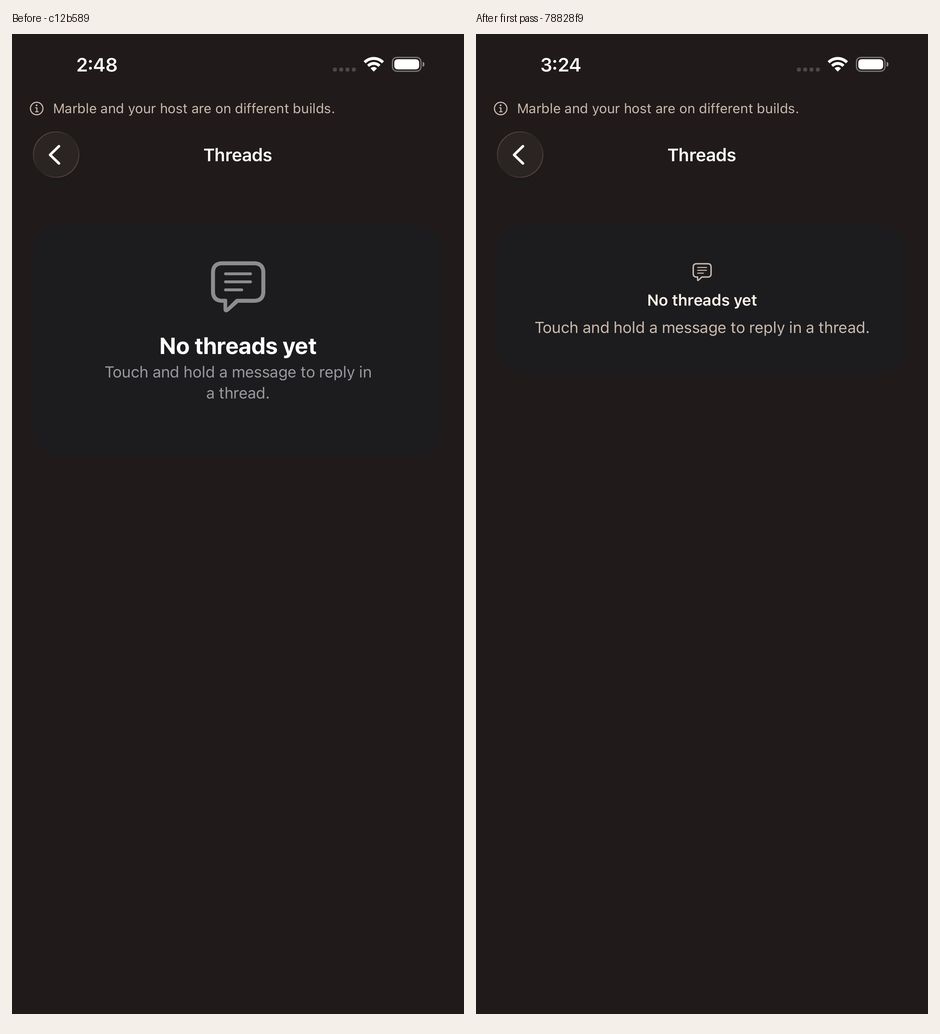 Before - c12b589
2:48
Marble and your host are on different builds.
Threads
No threads yet
Touch and hold a message to reply in
a thread.
After first pass - 78828f9
3:24
Marble and your host are on different builds.
Threads
No threads yet
Touch and hold a message to reply in a thread.